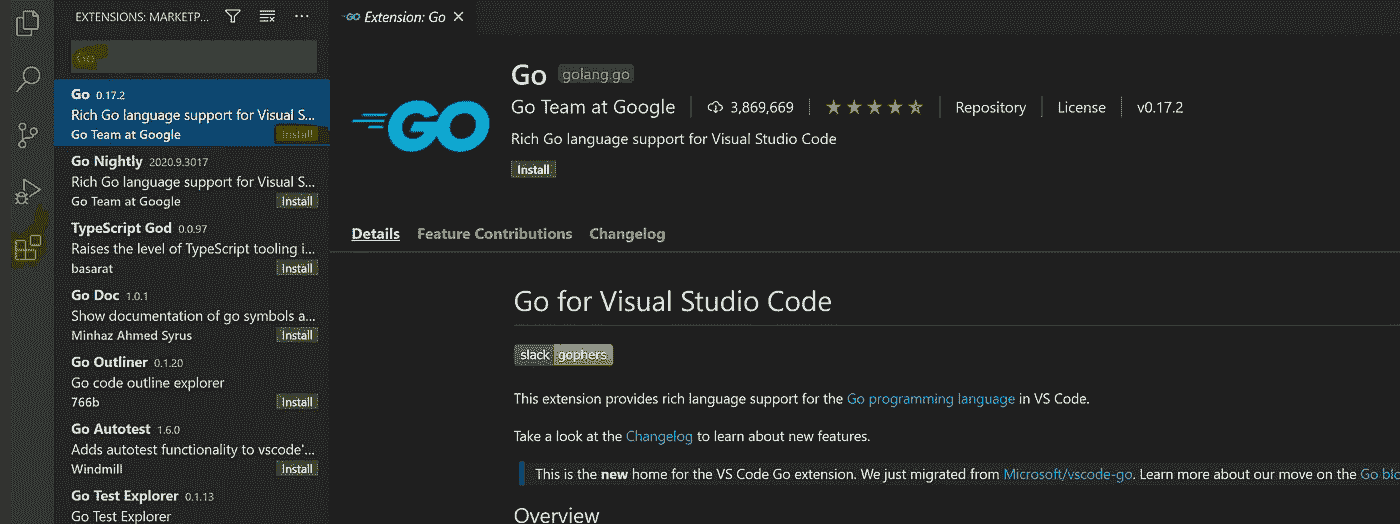 EXTENSIONS: MARKETP...
Go
Go 0.17.2
Rich Go language support for Visual S...
Go Team at Google Install
Go Nightly 2020.9.3017
Rich Go language support for Visual S...
Go Team at Google Install
TypeScript God 0.0.97
Raises the level of TypeScript tooling i...
basarat Install
Go Doc 1.0.1
Show documentation of go symbols a...
Minhaz Ahmed Syrus Install
Go Outliner 0.1.20
Go code outline explorer
766b Install
Go Autotest 1.6.0
Adds autotest functionality to vscode'...
Windmill Install
Go Test Explorer 0.1.13
Go Test Explorer
GO Extension: Go
GO
Go golang.go
Go Team at Google 3,869,669 Repository License v0.17.2
Rich Go language support for Visual Studio Code
Install
Details Feature Contributions Changelog
Go for Visual Studio Code
slack gophers
This extension provides rich language support for the Go programming language in VS Code.
Take a look at the Changelog to learn about new features.
This is the new home for the VS Code Go extension. We just migrated from Microsoft/vscode-go. Learn more about our move on the Go blo
Overview